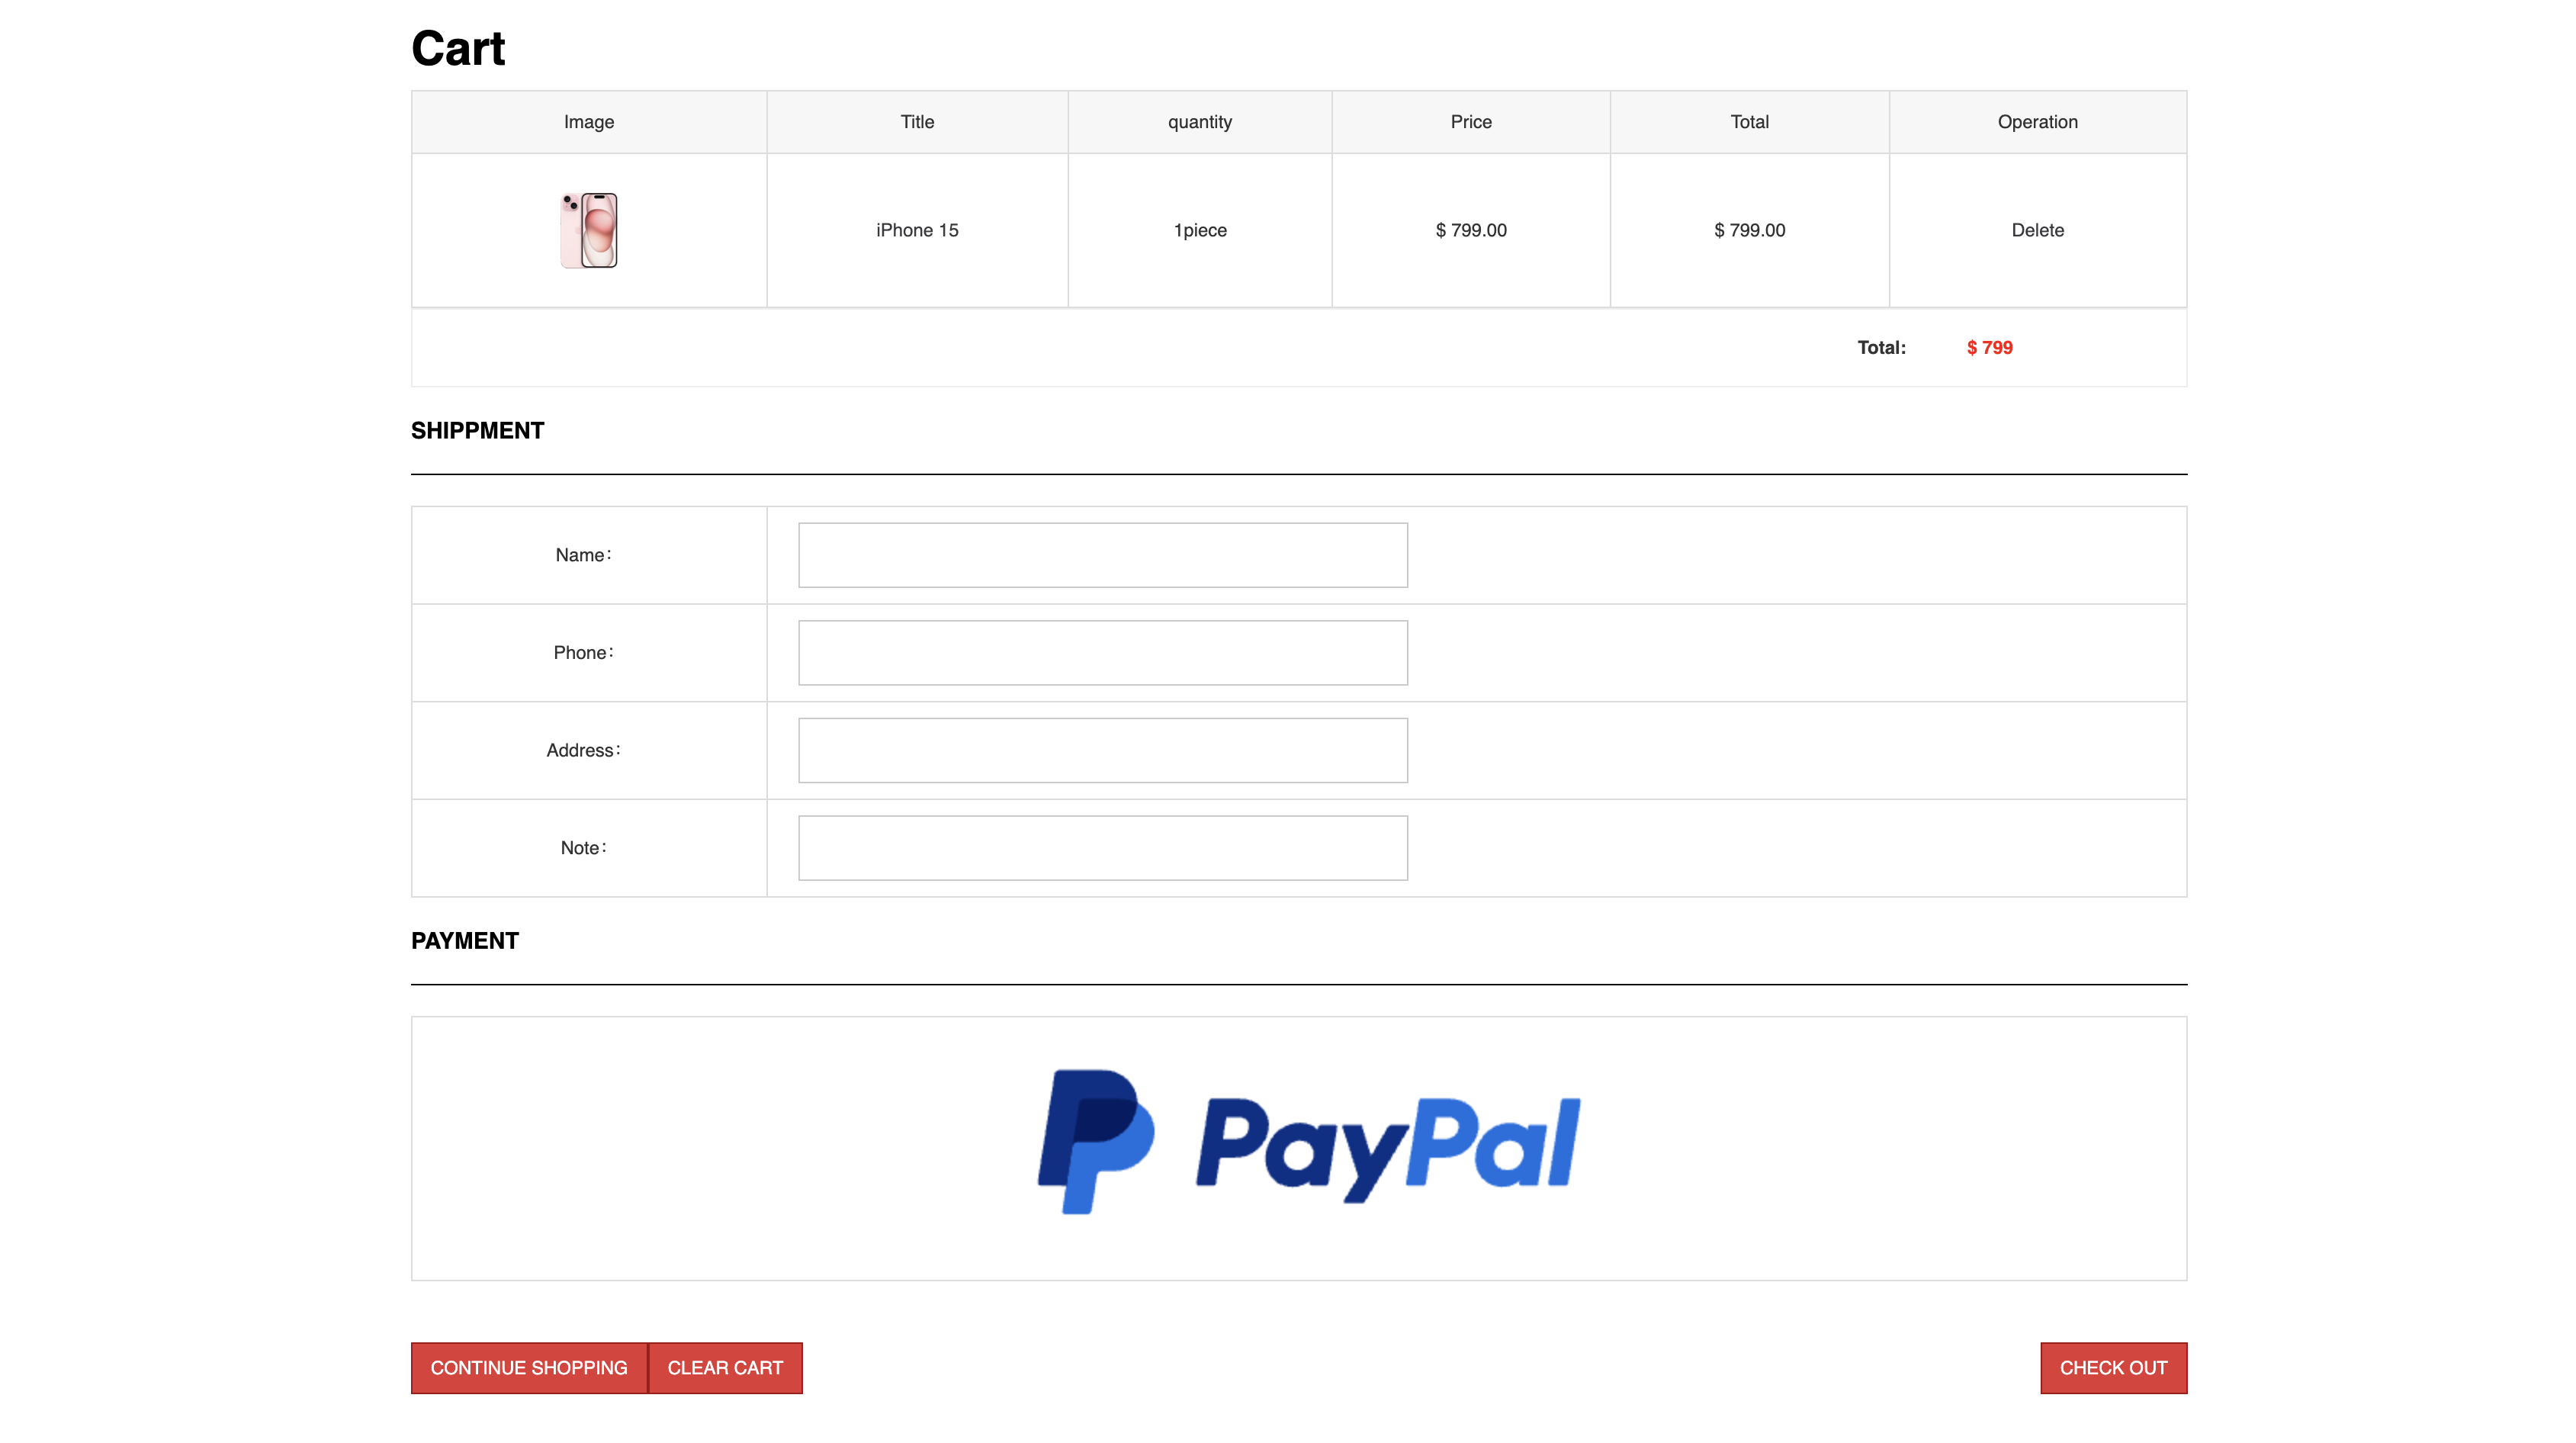 Cart
Image Title quantity Price Total Operation
iPhone 15 1piece $ 799.00 $ 799.00 Delete
Total: $ 799
SHIPPMENT
Name：
Phone：
Address：
Note：
PAYMENT
PayPal
CONTINUE SHOPPING CLEAR CART CHECK OUT